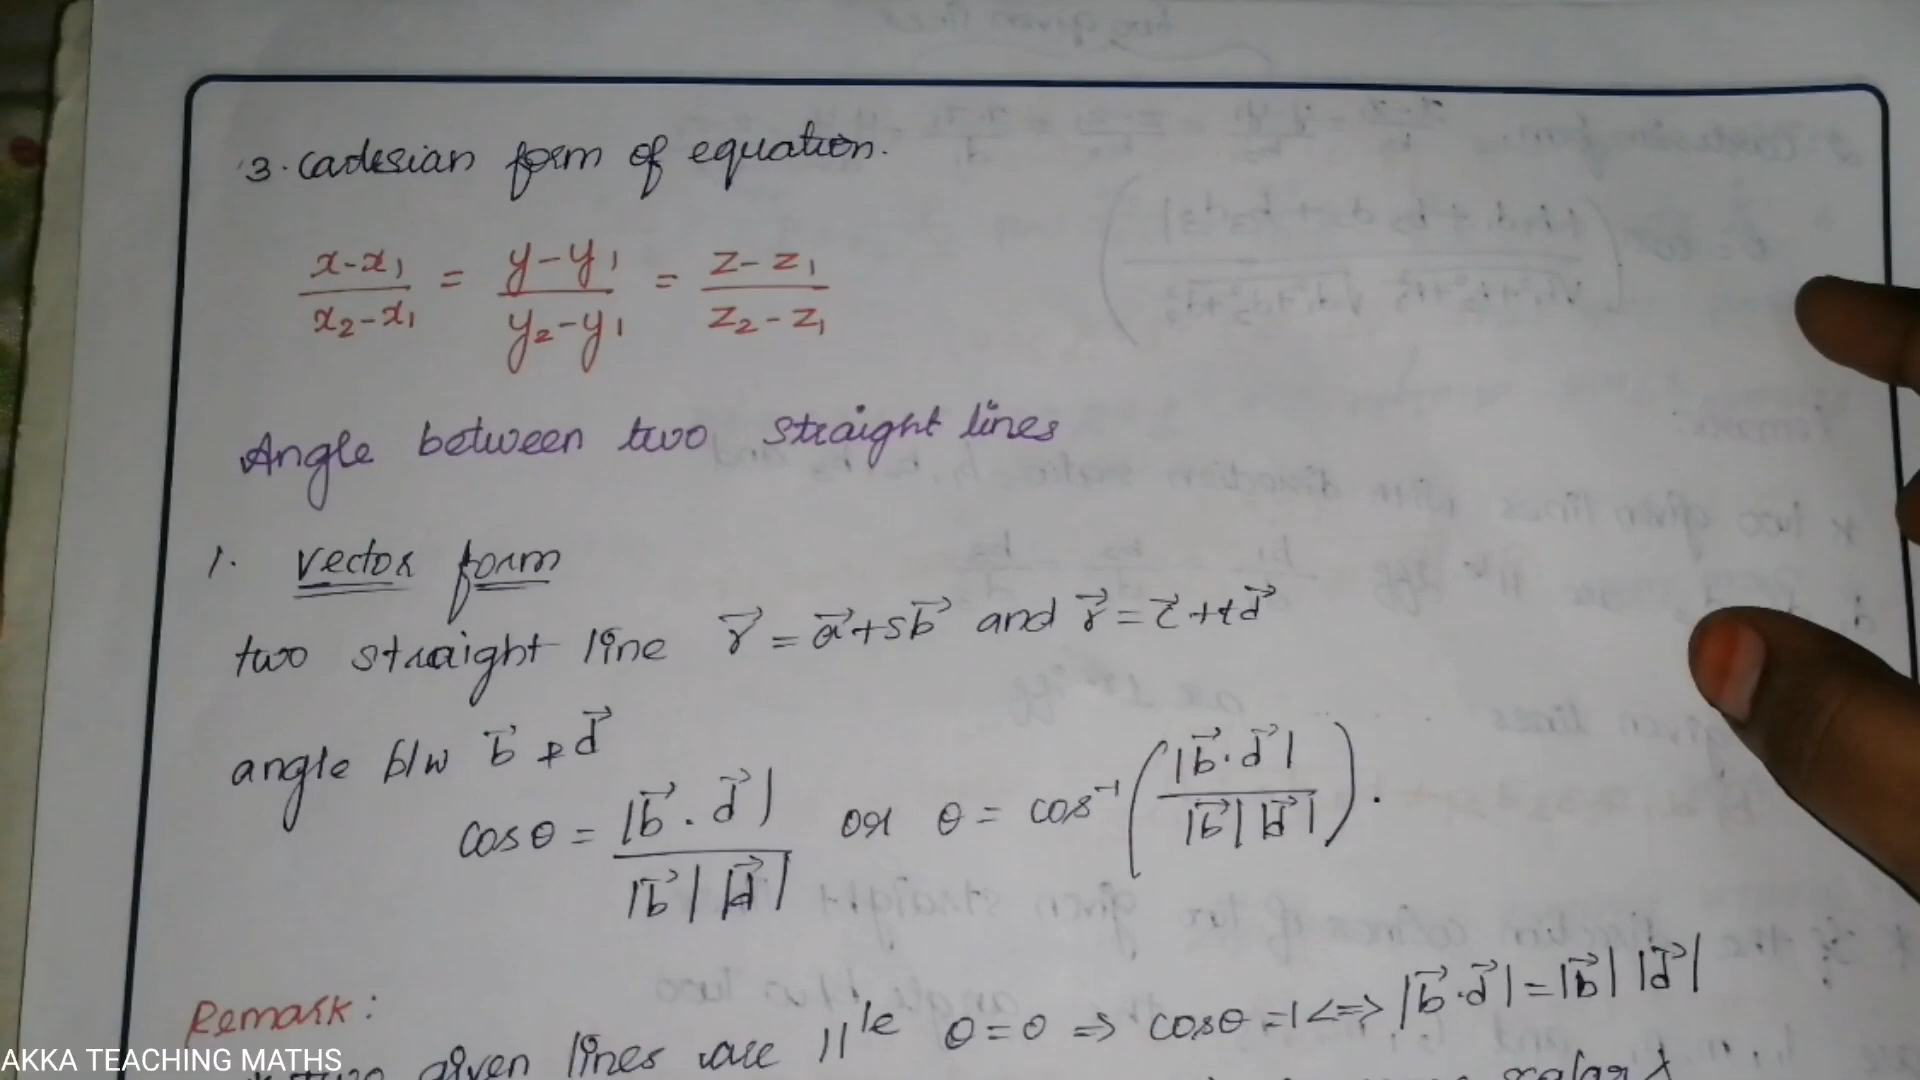 3. cartesian form of equation.
x-x₁/x₂-x₁ = y-y₁/y₂-y₁ = z-z₁/z₂-z₁
Angle between two straight lines
1. vector form
two straight line r⃗ = a⃗+sb⃗ and r⃗ = c⃗+td⃗
angle b/w b⃗ & d⃗
cosθ = |b⃗.d⃗|/|b⃗||d⃗| or θ = cos⁻¹(|b⃗.d⃗|/|b⃗||d⃗|).
Remark:
two given lines are ||le θ=0 ⇒ cosθ=1 <=> |b⃗.d⃗|=|b⃗||d⃗|
scalar
AKKA TEACHING MATHS